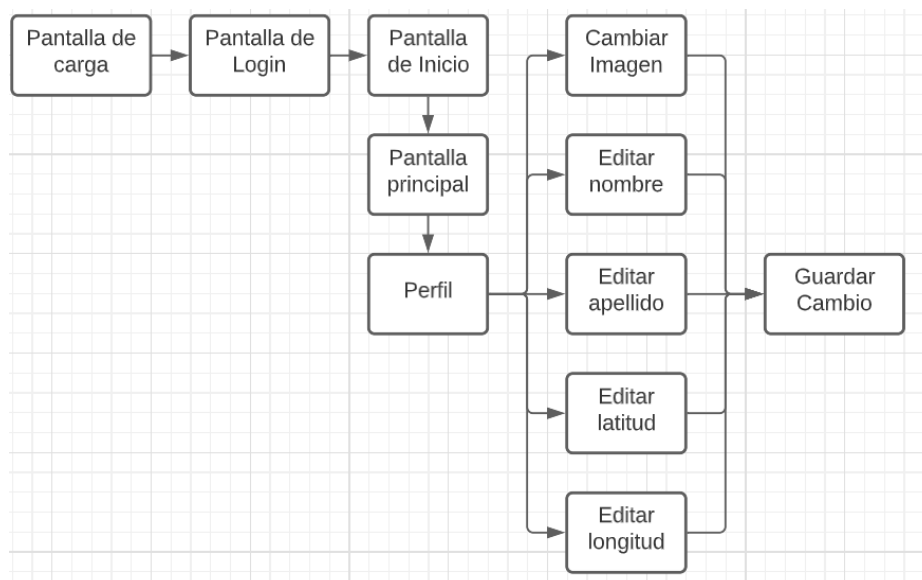 Pantalla de
carga
Pantalla de
Login
Pantalla
de Inicio
Cambiar
Imagen
Pantalla
principal
Editar
nombre
Perfil
Editar
apellido
Guardar
Cambio
Editar
latitud
Editar
longitud